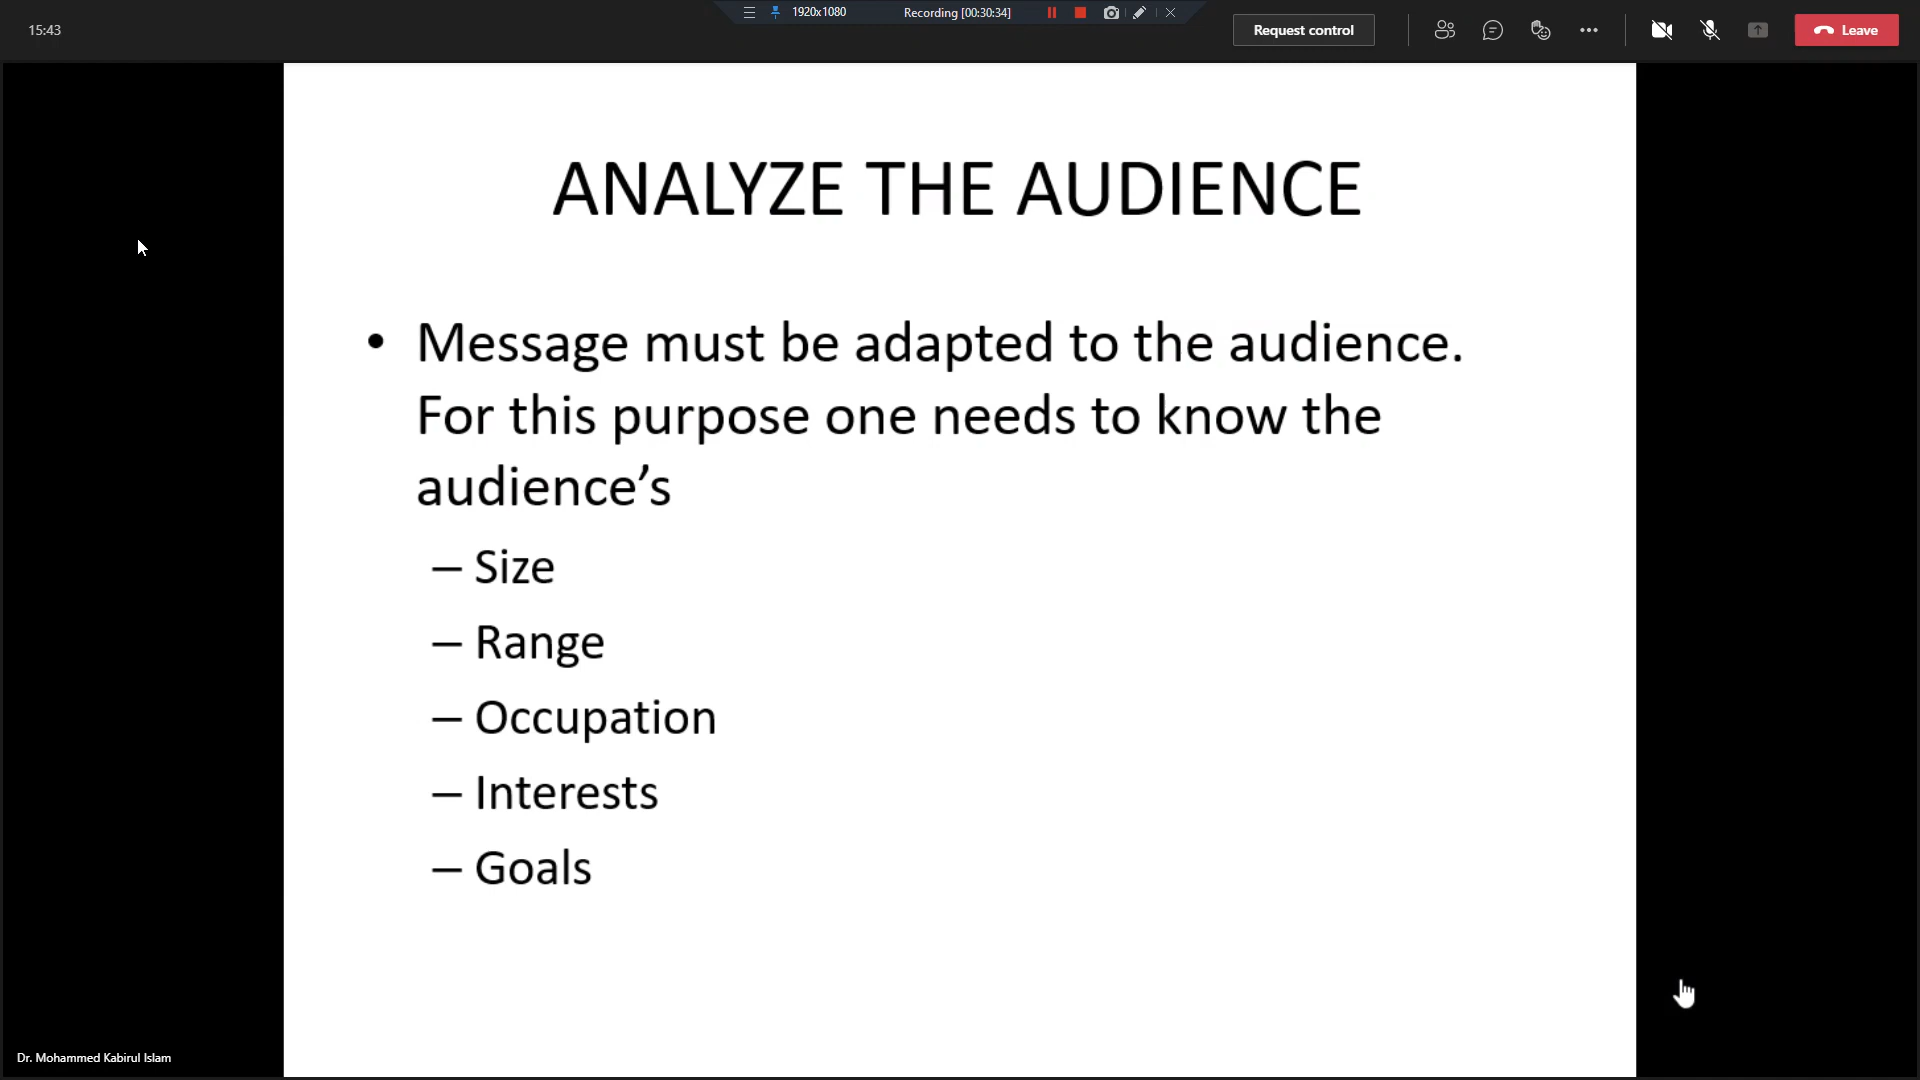 1920x1080 Recording [00:30:34]
15:43 Request control Leave
ANALYZE THE AUDIENCE
• Message must be adapted to the audience.
For this purpose one needs to know the
audience’s
– Size
– Range
– Occupation
– Interests
– Goals
Dr. Mohammed Kabirul Islam